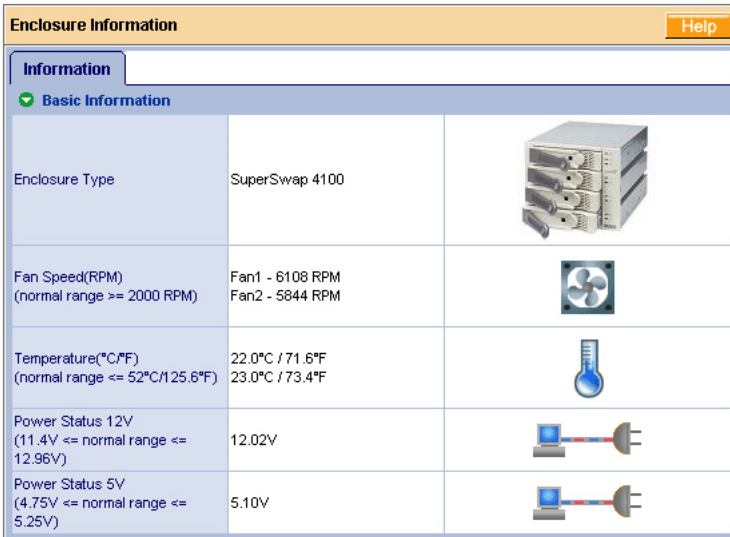 Enclosure Information
Help
Information
Basic Information
Enclosure Type
SuperSwap 4100
Fan Speed(RPM)
(normal range >= 2000 RPM)
Fan1 - 6108 RPM
Fan2 - 5844 RPM
Temperature(°C/°F)
(normal range <= 52°C/125.6°F)
22.0°C / 71.6°F
23.0°C / 73.4°F
Power Status 12V
(11.4V <= normal range <=
12.96V)
12.02V
Power Status 5V
(4.75V <= normal range <=
5.25V)
5.10V